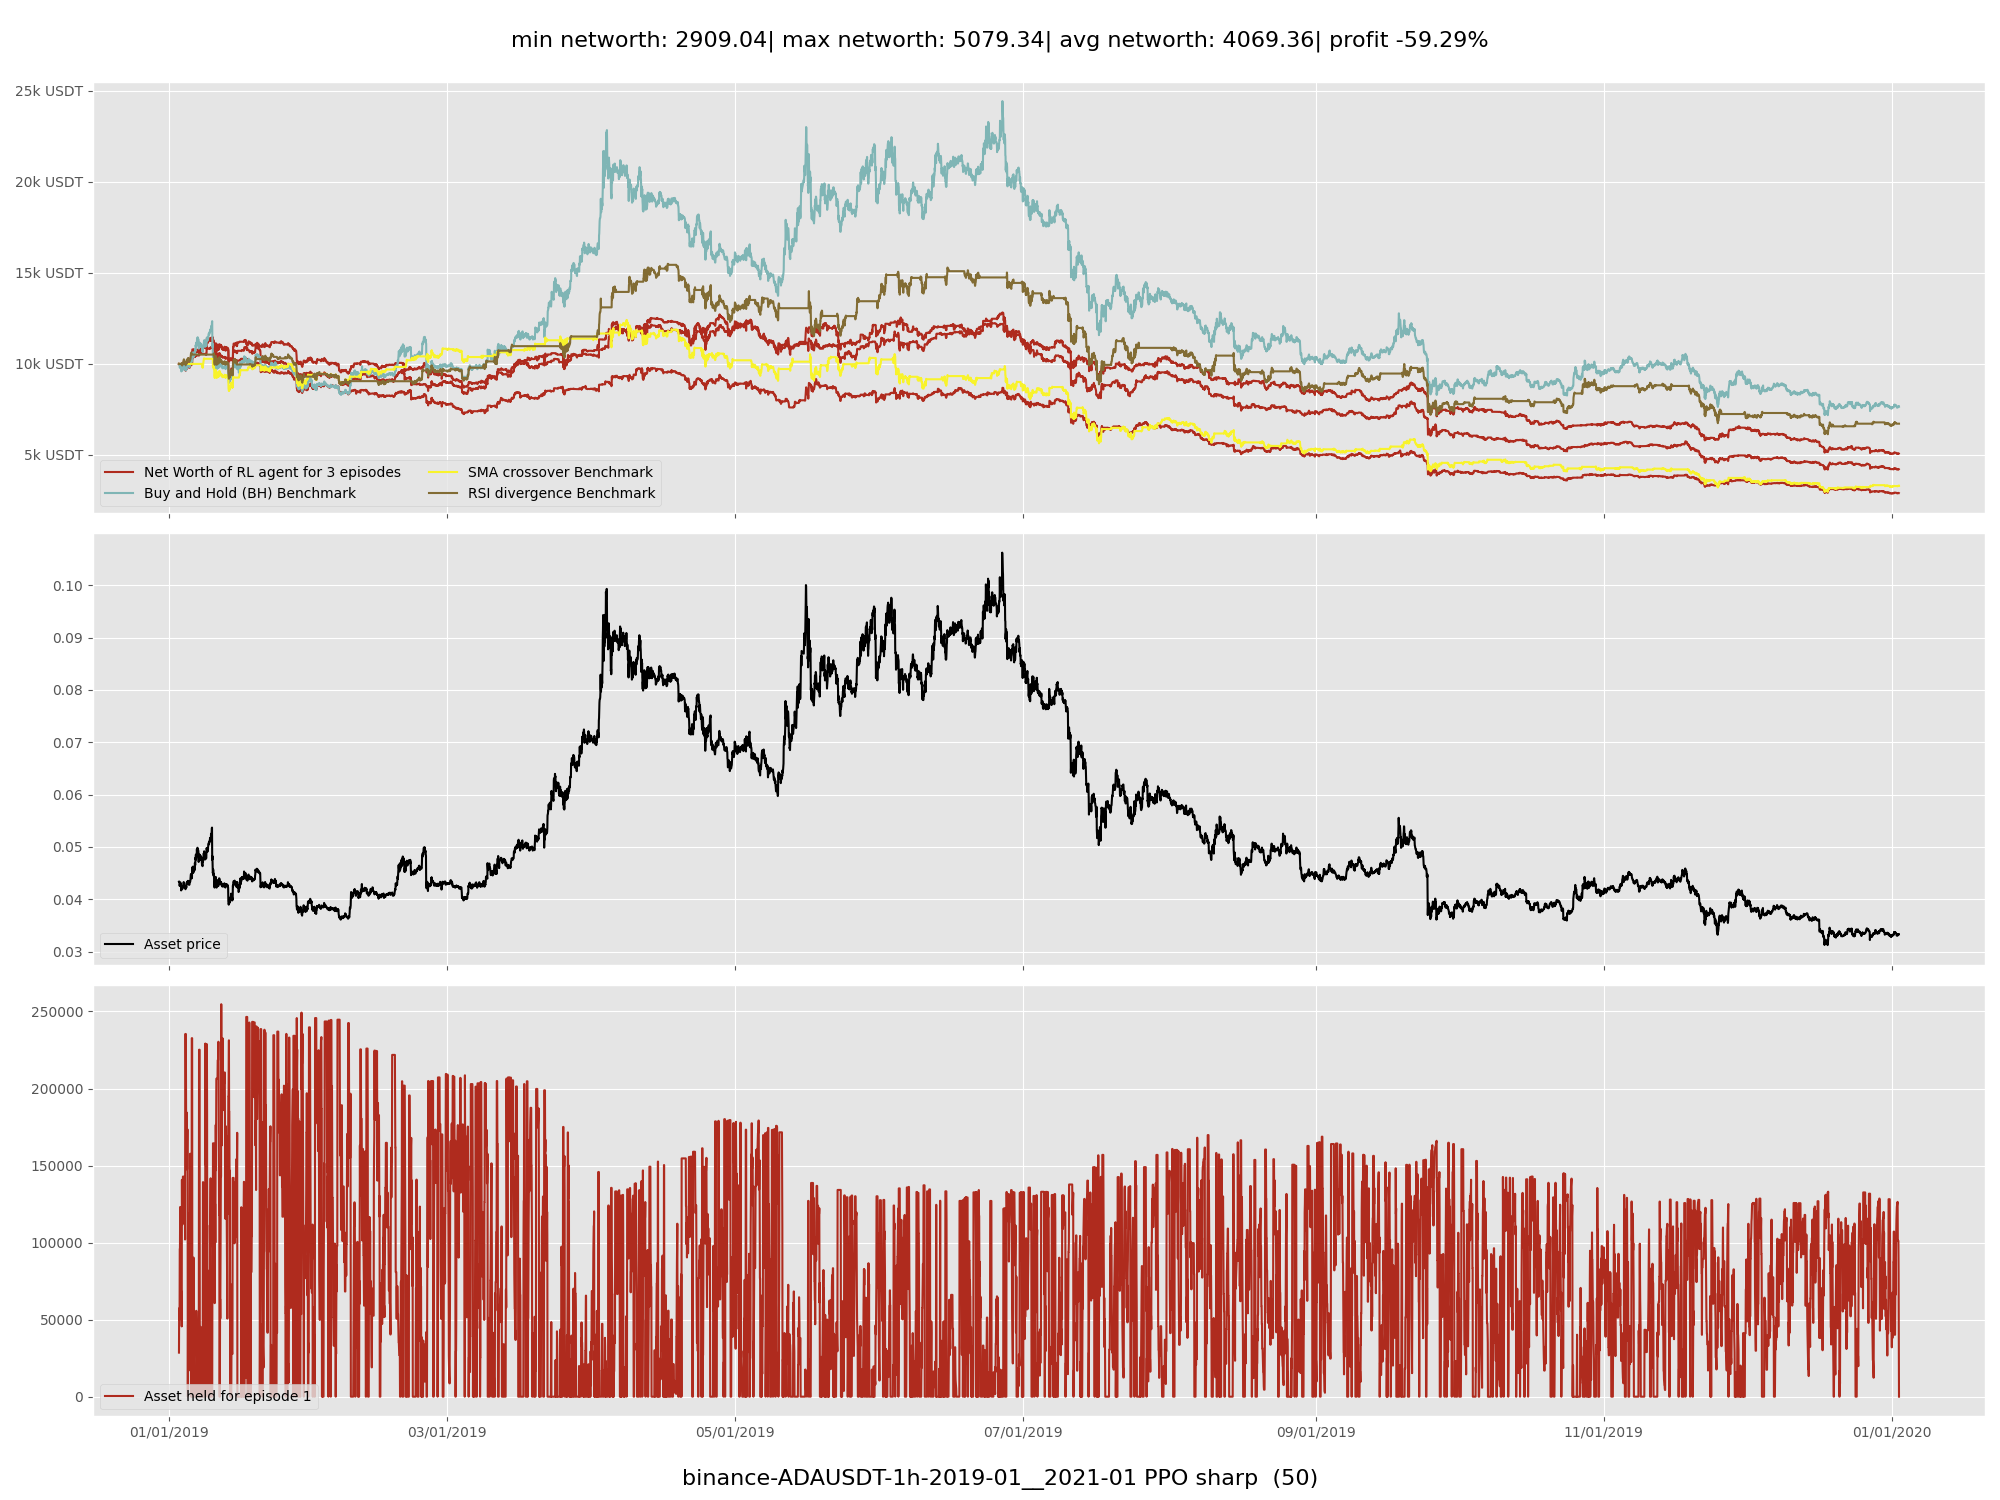 min networth: 2909.04| max networth: 5079.34| avg networth: 4069.36| profit -59.29%
25k USDT
20k USDT
15k USDT
10k USDT
5k USDT
Net Worth of RL agent for 3 episodes
Buy and Hold (BH) Benchmark
SMA crossover Benchmark
RSI divergence Benchmark
0.10
0.09
0.08
0.07
0.06
0.05
0.04
0.03
Asset price
250000
200000
150000
100000
50000
0
Asset held for episode 1
01/01/2019 03/01/2019 05/01/2019 07/01/2019 09/01/2019 11/01/2019 01/01/2020
binance-ADAUSDT-1h-2019-01__2021-01 PPO sharp  (50)